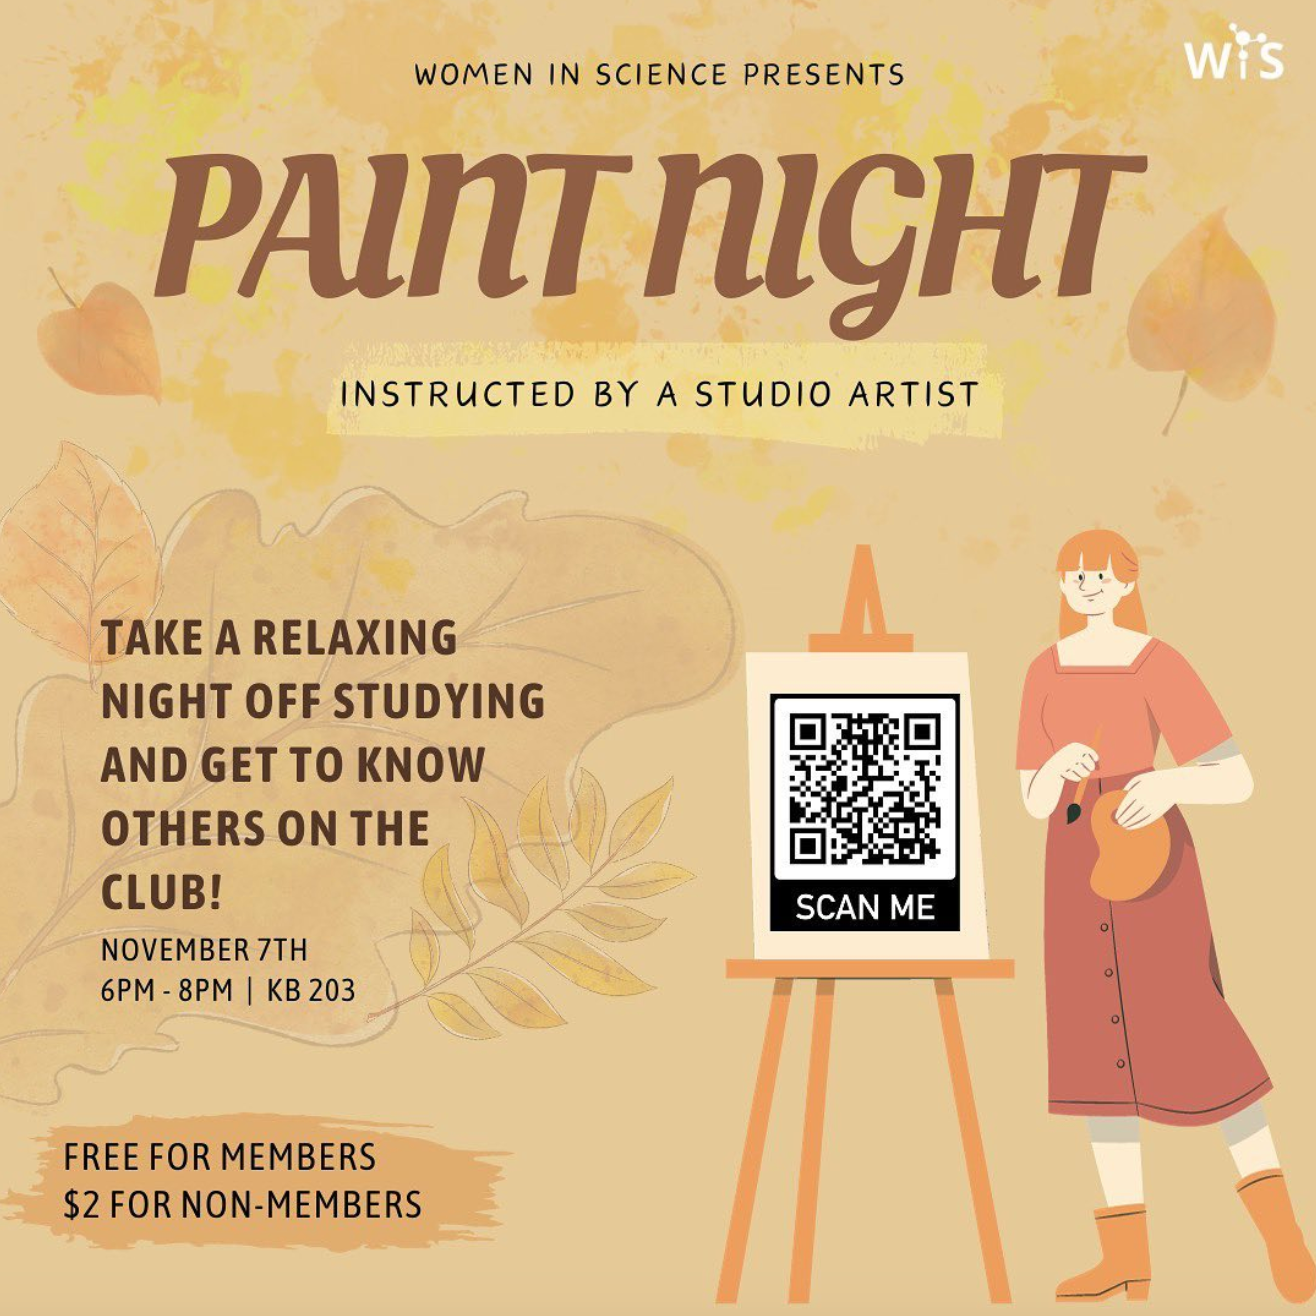 WiS
WOMEN IN SCIENCE PRESENTS
PAINT NIGHT
INSTRUCTED BY A STUDIO ARTIST
TAKE A RELAXING
NIGHT OFF STUDYING
AND GET TO KNOW
OTHERS ON THE
CLUB!
NOVEMBER 7TH
6PM - 8PM | KB 203
SCAN ME
FREE FOR MEMBERS
$2 FOR NON-MEMBERS